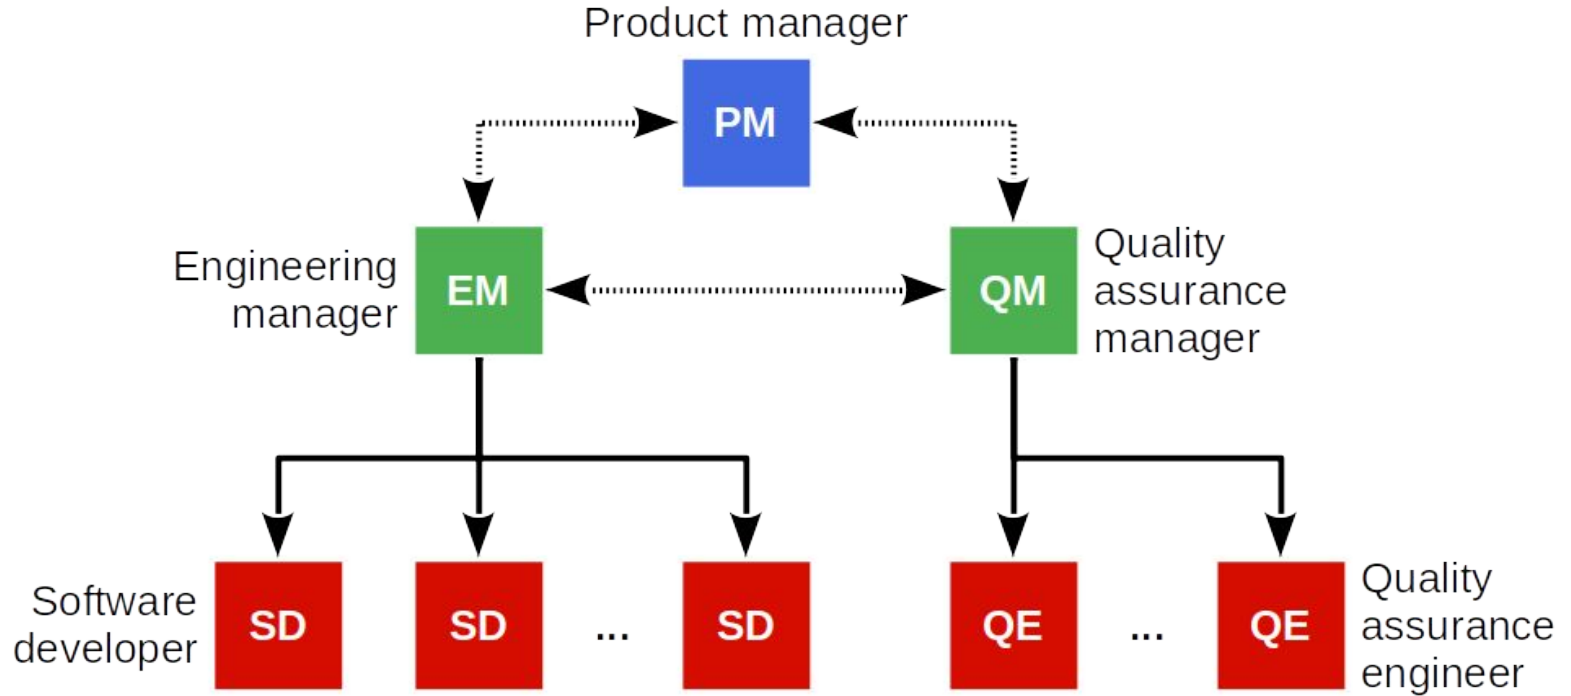 Product manager
PM
Engineering
manager
EM
QM
Quality
assurance
manager
Software
developer
SD
SD
...
SD
QE
...
QE
Quality
assurance
engineer